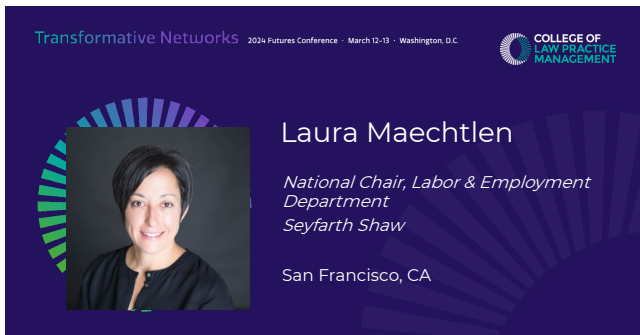 Transformative Networks 2024 Futures Conference · March 12-13 · Washington, D.C.
COLLEGE OF
LAW PRACTICE
MANAGEMENT
Laura Maechtlen
National Chair, Labor & Employment
Department
Seyfarth Shaw
San Francisco, CA